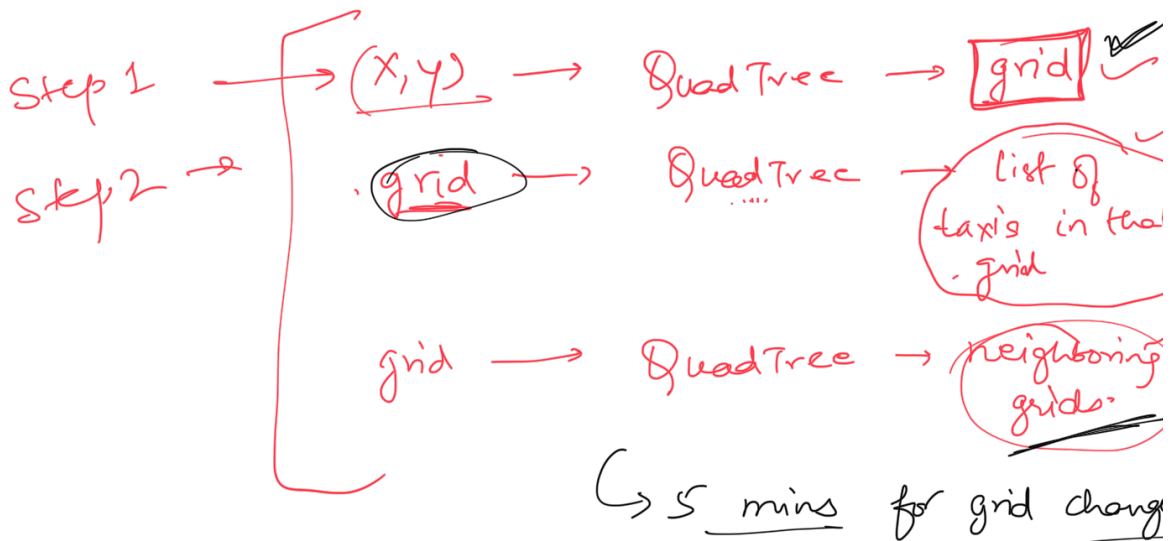 Step 1 → (x,y) → QuadTree → grid
Step 2 → grid → QuadTree → list of
taxis in that
grid
grid → QuadTree → neighboring
grids.
↳ 5 mins for grid change